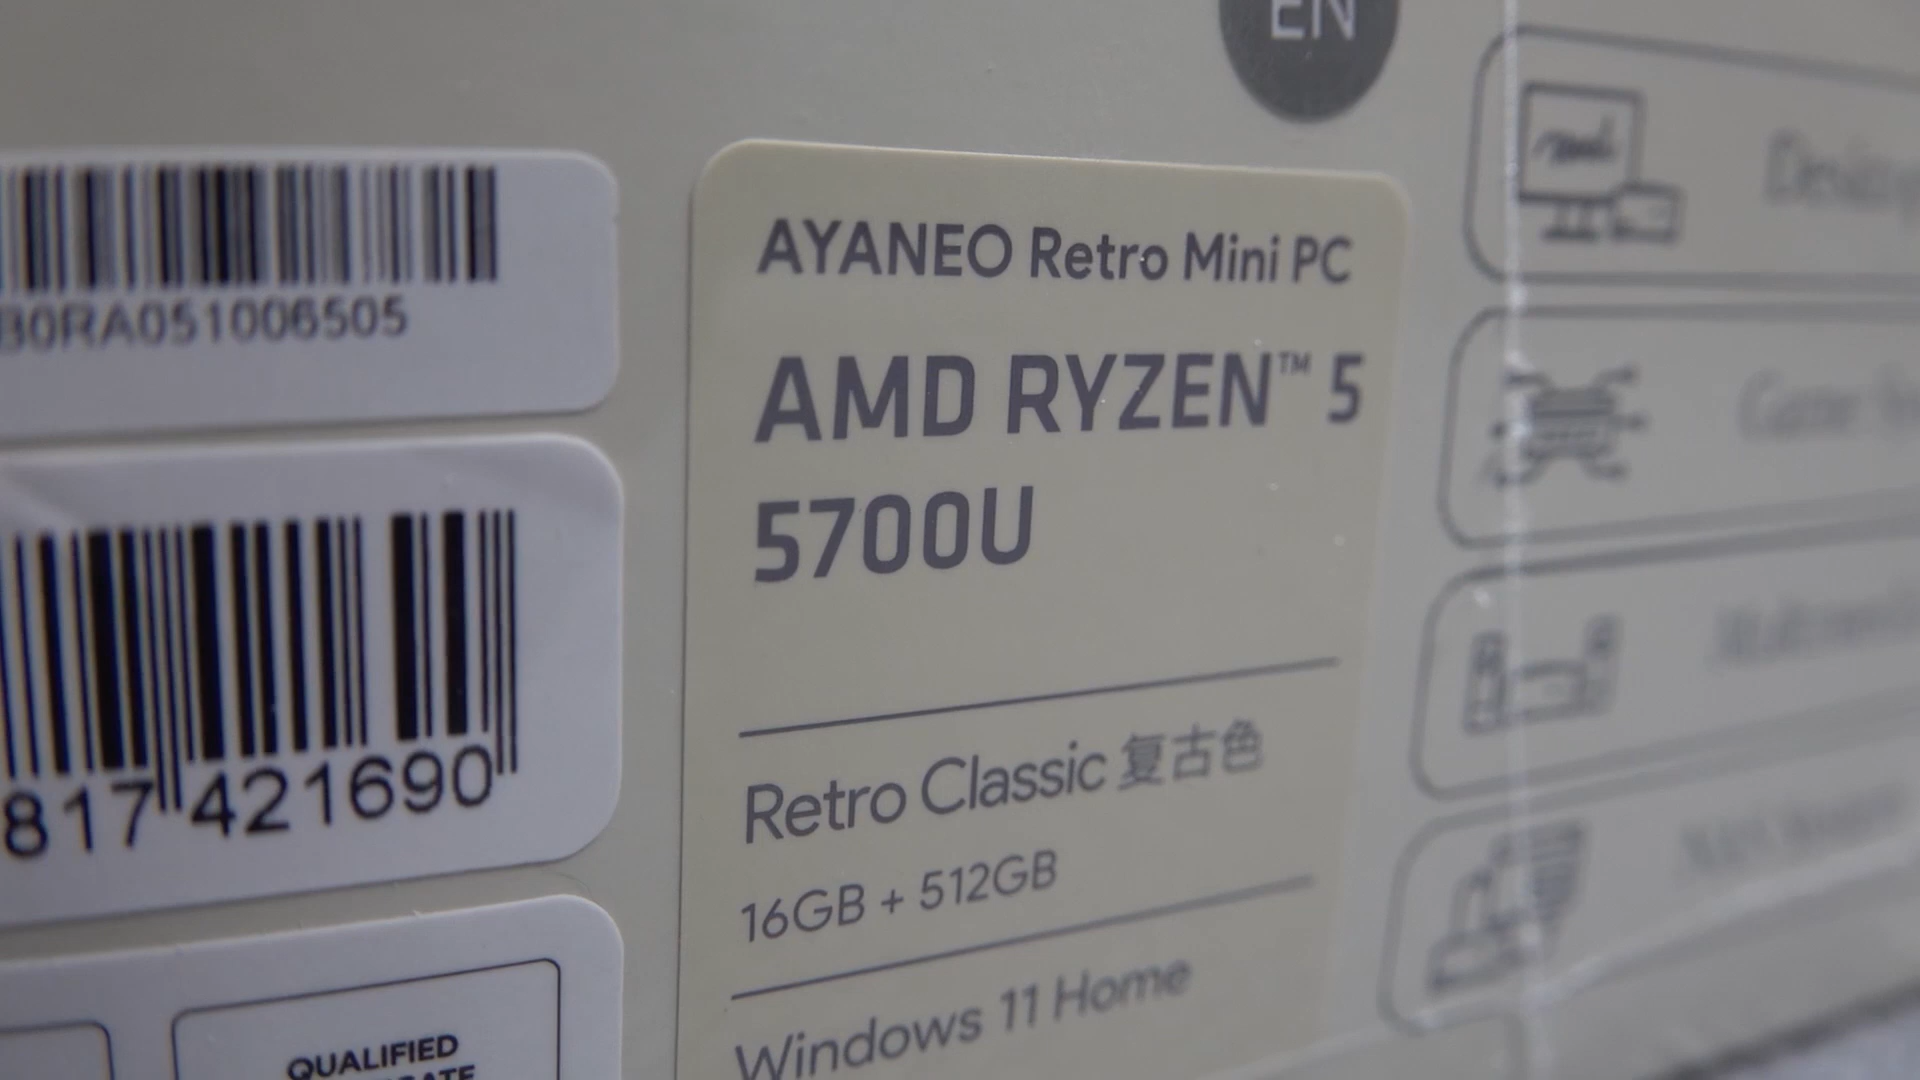 EN
B0RA051006505
817 421690
QUALIFIED
AYANEO Retro Mini PC
AMD RYZEN™ 5
5700U
Retro Classic 复古色
16GB + 512GB
Windows 11 Home